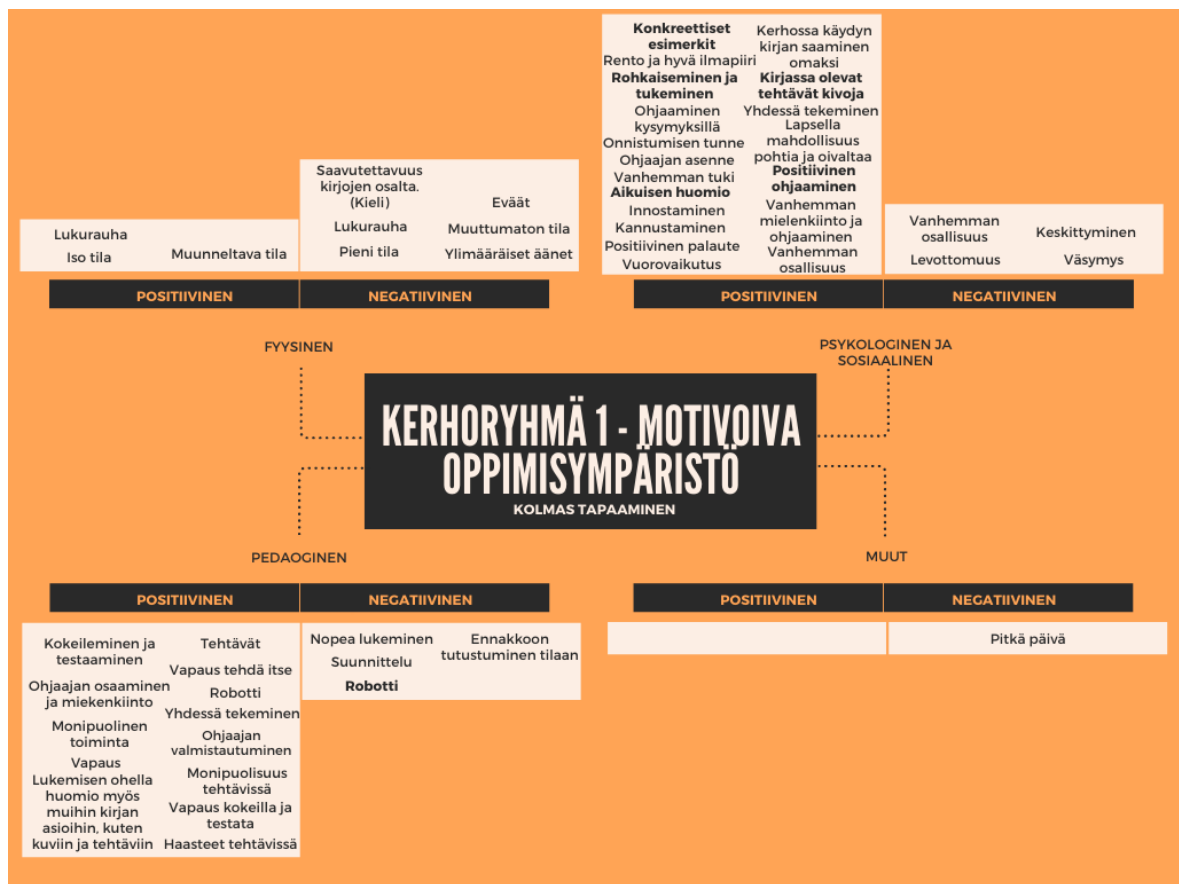 Lukurauha
Iso tila
Muunneltava tila
Saavutettavuus
kirjojen osalta.
(Kieli)
Lukurauha
Pieni tila
Eväät
Muuttumaton tila
Ylimääräiset äänet
POSITIIVINEN
NEGATIIVINEN
FYYSINEN
Konkreettiset
esimerkit
Rento ja hyvä ilmapiiri
Rohkaiseminen ja
tukeminen
Ohjaaminen
kysymyksillä
Onnistumisen tunne
Ohjaajan asenne
Vanhemman tuki
Aikuisen huomio
Innostaminen
Kannustaminen
Positiivinen palaute
Vuorovaikutus
Kerhossa käydyn
kirjan saaminen
omaksi
Kirjassa olevat
tehtävät kivoja
Yhdessä tekeminen
Lapsella
mahdollisuus
pohtia ja oivaltaa
Positiivinen
ohjaaminen
Vanhemman
mielenkiinto ja
ohjaaminen
Vanhemman
osallisuus
Vanhemman
osallisuus
Levottomuus
Keskittyminen
Väsymys
POSITIIVINEN
NEGATIIVINEN
PSYKOLOGINEN JA
SOSIAALINEN
KERHORYHMÄ 1 - MOTIVOIVA
OPPIMISYMPÄRISTÖ
KOLMAS TAPAAMINEN
PEDAOGINEN
POSITIIVINEN
NEGATIIVINEN
Kokeileminen ja
testaaminen
Ohjaajan osaaminen
ja miekenkiinto
Monipuolinen
toiminta
Vapaus
Lukemisen ohella
huomio myös
muihin kirjan
asioihin, kuten
kuviin ja tehtäviin
Tehtävät
Vapaus tehdä itse
Robotti
Yhdessä tekeminen
Ohjaajan
valmistautuminen
Monipuolisuus
tehtävissä
Vapaus kokeilla ja
testata
Haasteet tehtävissä
Nopea lukeminen
Suunnittelu
Robotti
Ennakkoon
tutustuminen tilaan
MUUT
POSITIIVINEN
NEGATIIVINEN
Pitkä päivä